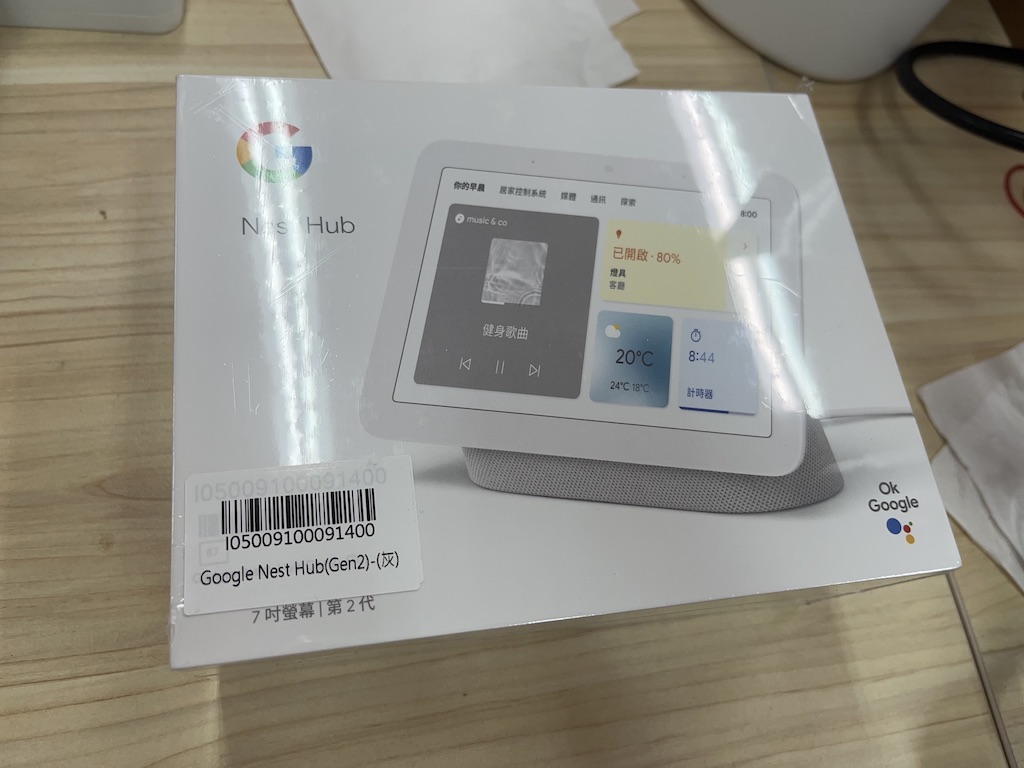 Nest Hub
你的早晨 居家控制系統 媒體 通訊 探索
8:00
music & co
健身歌曲
已開啟·80%
燈具
客廳
20°C
24°C 18°C
8:44
計時器
Ok
Google
I05009100091400
I05009100091400
Google Nest Hub(Gen2)-(灰)
7 吋螢幕 | 第 2 代